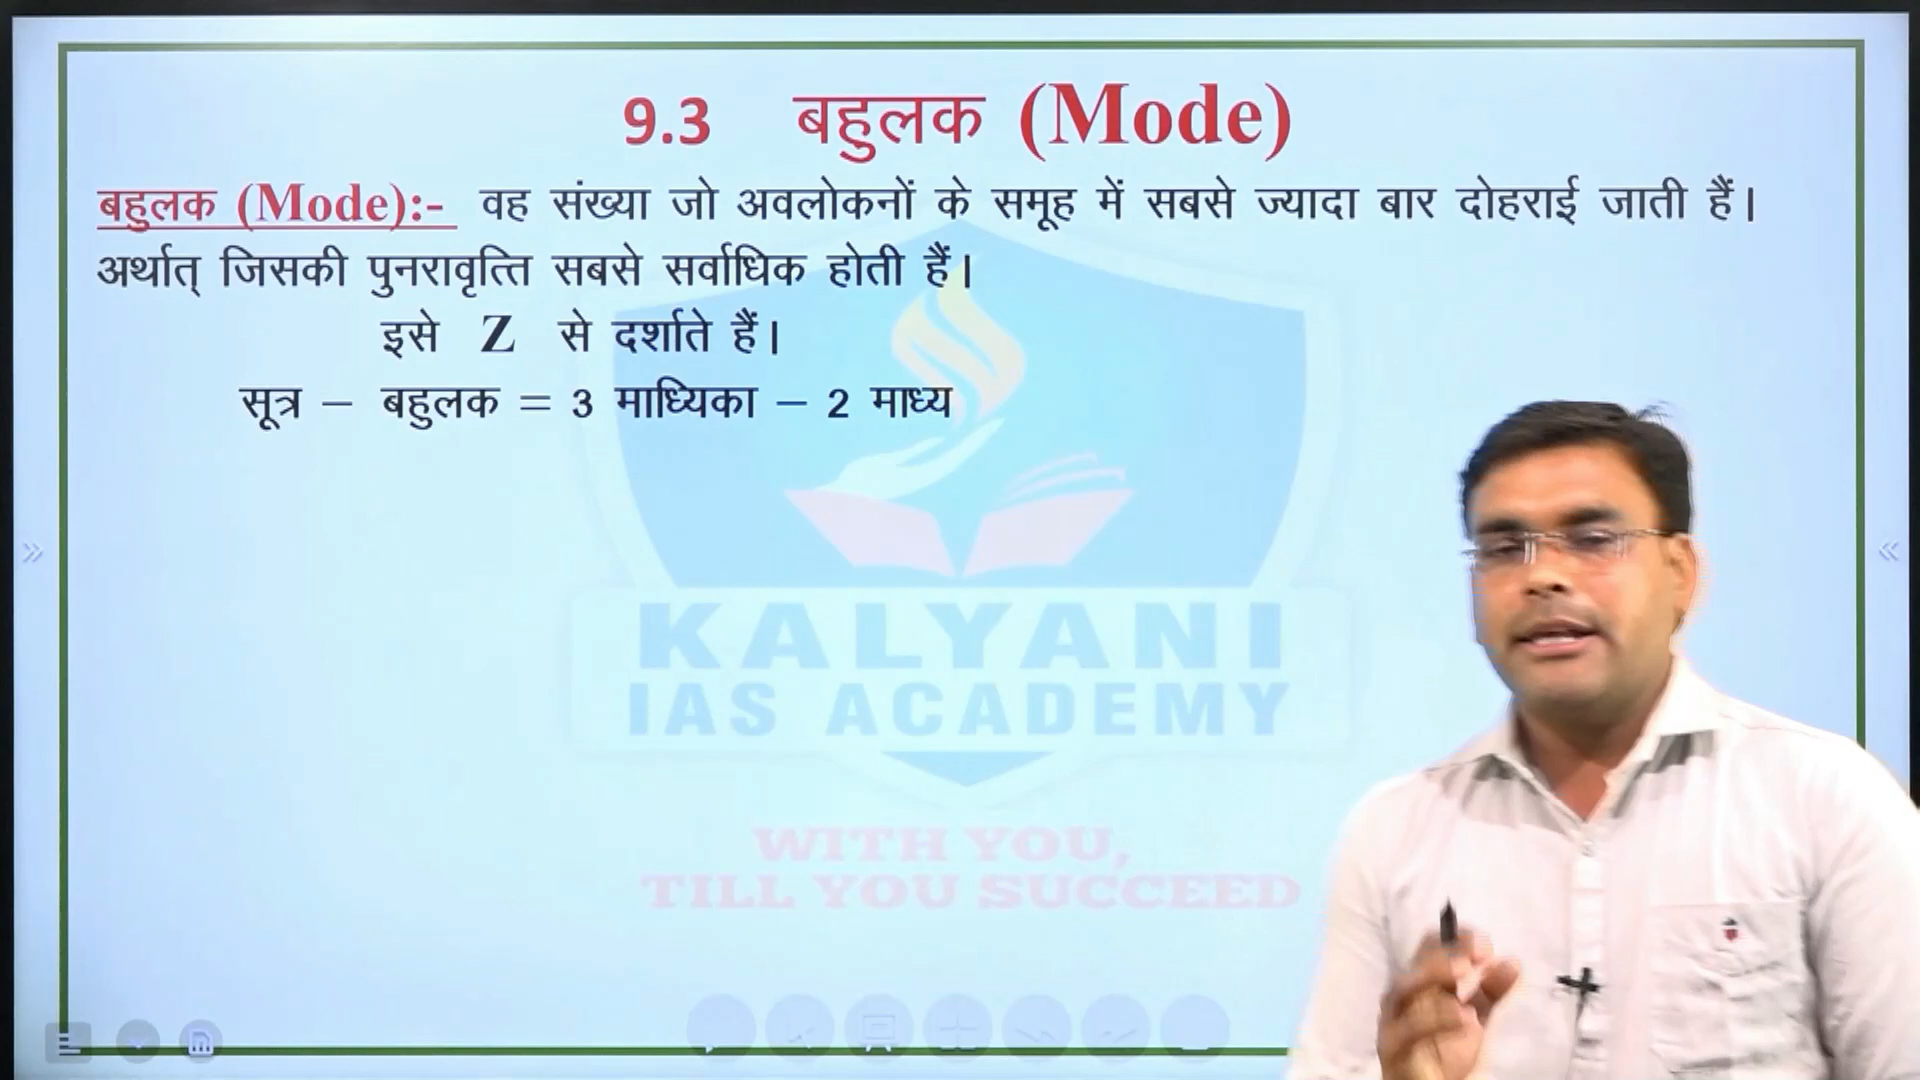 9.3 बहुलक (Mode)
बहुलक (Mode):- वह संख्या जो अवलोकनों के समूह में सबसे ज्यादा बार दोहराई जाती हैं।
अर्थात् जिसकी पुनरावृत्ति सबसे सर्वाधिक होती हैं।
इसे Z से दर्शाते हैं।
सूत्र – बहुलक = 3 माध्यिका – 2 माध्य
KALYANI
IAS ACADEMY
WITH YOU,
TILL YOU SUCCEED